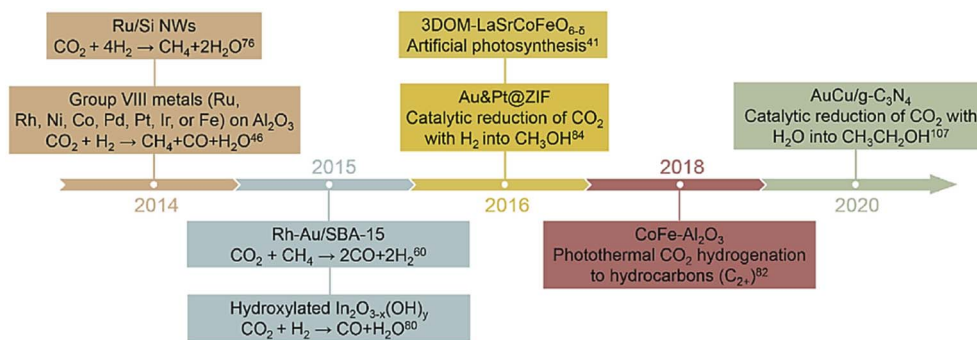 Ru/Si NWs
CO₂ + 4H₂ → CH₄+2H₂O⁷⁶
Group VIII metals (Ru,
Rh, Ni, Co, Pd, Pt, Ir, or Fe) on Al₂O₃
CO₂ + H₂ → CH₄+CO+H₂O⁴⁶
2014
2015
Rh-Au/SBA-15
CO₂ + CH₄ → 2CO+2H₂⁶⁰
Hydroxylated In₂O₃₋ₓ(OH)y
CO₂ + H₂ → CO+H₂O⁸⁰
3DOM-LaSrCoFeO₆₋δ
Artificial photosynthesis⁴¹
Au&Pt@ZIF
Catalytic reduction of CO₂
with H₂ into CH₃OH⁸⁴
2016
2018
CoFe-Al₂O₃
Photothermal CO₂ hydrogenation
to hydrocarbons (C₂₊)⁸²
AuCu/g-C₃N₄
Catalytic reduction of CO₂ with
H₂O into CH₃CH₂OH¹⁰⁷
2020